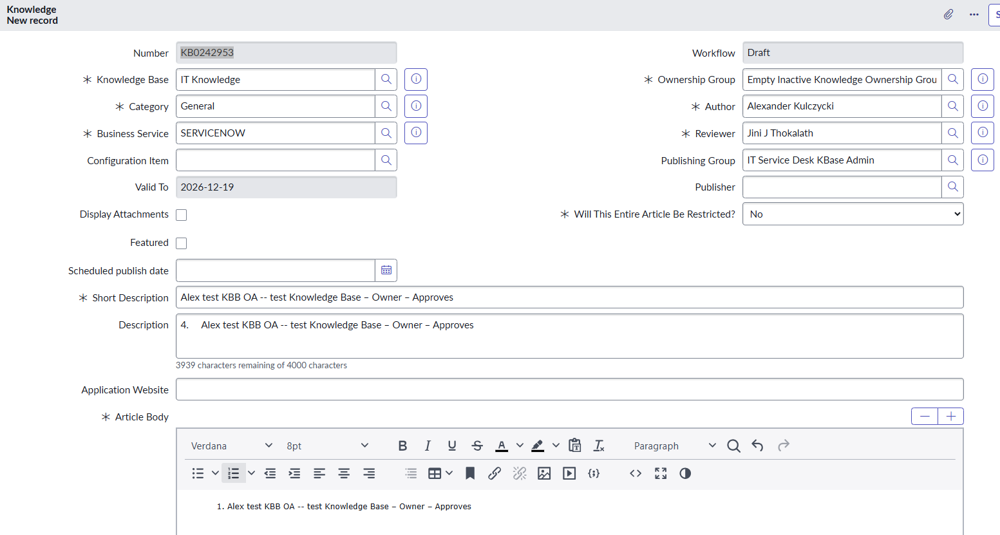 Knowledge
New record
S
Number
KB0242953
Workflow
Draft
Knowledge Base
IT Knowledge
Ownership Group
Empty Inactive Knowledge Ownership Grou
Category
General
Author
Alexander Kulczycki
Business Service
SERVICENOW
Reviewer
Jini J Thokalath
Configuration Item
Publishing Group
IT Service Desk KBase Admin
Valid To
2026-12-19
Publisher
Display Attachments
Will This Entire Article Be Restricted?
No
Featured
Scheduled publish date
Short Description
Alex test KBB OA -- test Knowledge Base – Owner – Approves
Description
4. Alex test KBB OA -- test Knowledge Base – Owner – Approves
3939 characters remaining of 4000 characters
Application Website
Article Body
Verdana
8pt
Paragraph
1. Alex test KBB OA -- test Knowledge Base – Owner – Approves